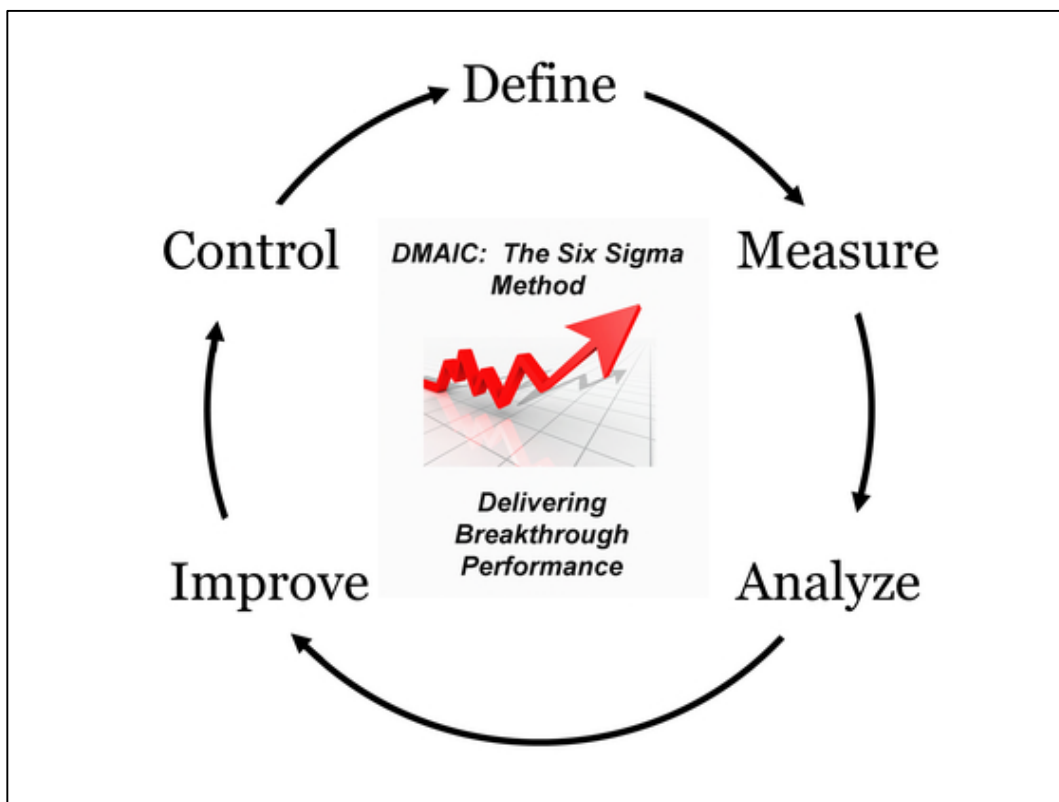 Define
Control
Measure
DMAIC:  The Six Sigma
Method
Delivering
Breakthrough
Performance
Improve
Analyze